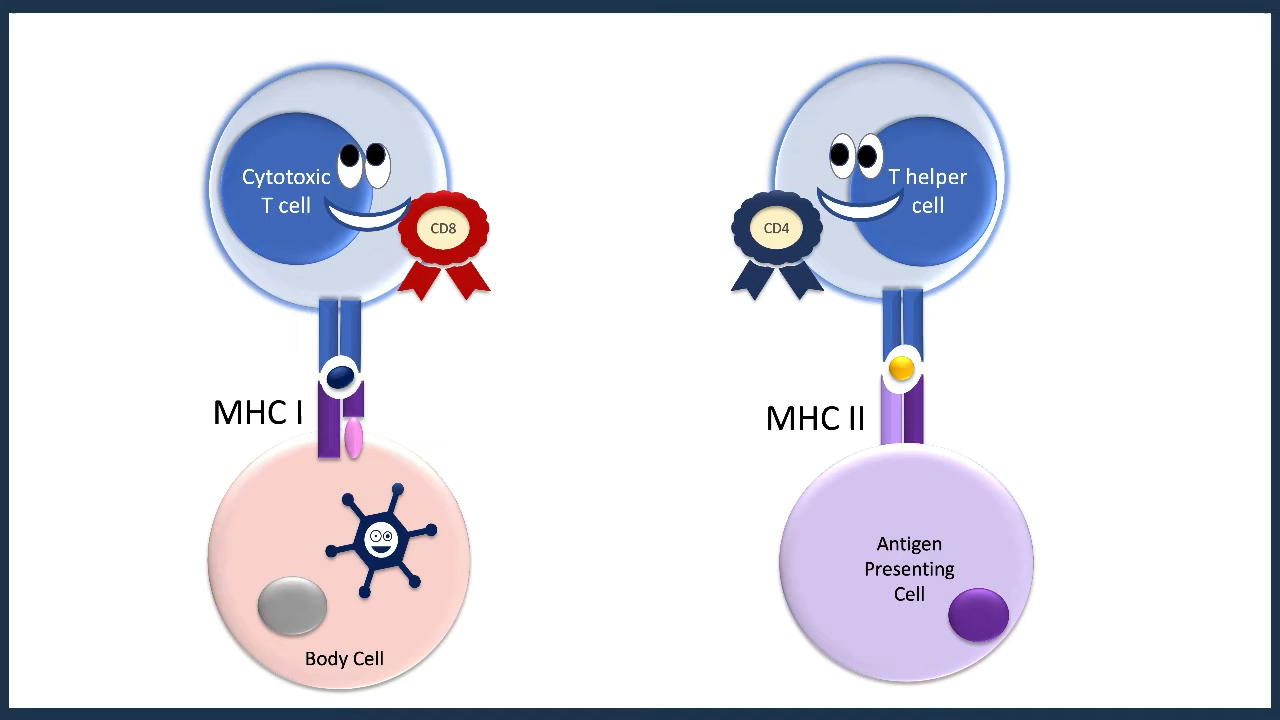 Cytotoxic
T cell
CD8
MHC I
Body Cell
T helper
cell
CD4
MHC II
Antigen
Presenting
Cell